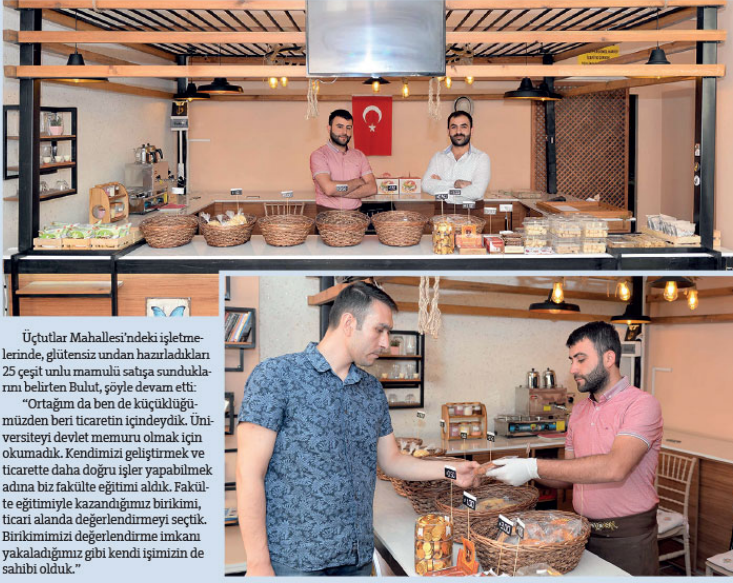 Üçtutlar Mahallesi'ndeki işletme-
lerinde, glütensiz undan hazırladıkları
25 çeşit unlu mamulü satışa sundukla-
rını belirten Bulut, şöyle devam etti:
"Ortağım da ben de küçüklüğü-
müzden beri ticaretin içindeydik. Üni-
versiteyi devlet memuru olmak için
okumadık. Kendimizi geliştirmek ve
ticarette daha doğru işler yapabilmek
adına biz fakülte eğitimi aldık. Fakül-
te eğitimiyle kazandığımız birikimi,
ticari alanda değerlendirmeyi seçtik.
Birikimimizi değerlendirme imkanı
yakaladığımız gibi kendi işimizin de
sahibi olduk."